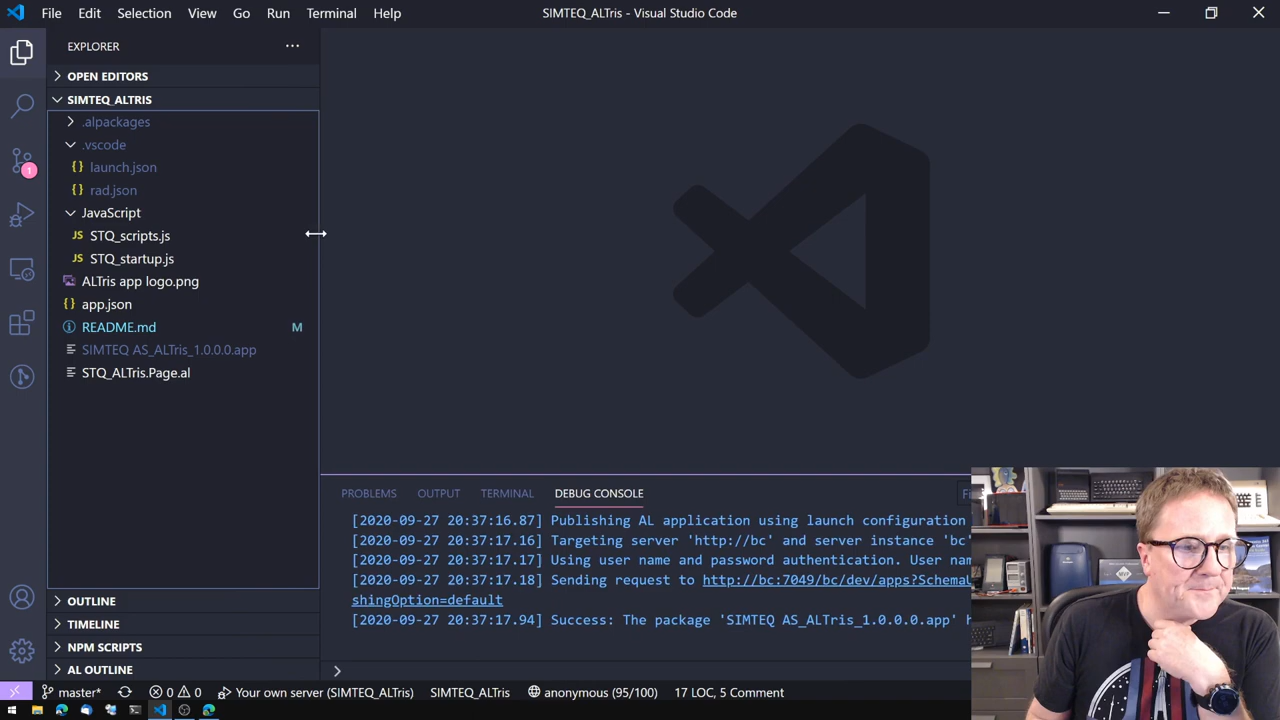 File Edit Selection View Go Run Terminal Help
SIMTEQ_ALTris - Visual Studio Code
EXPLORER
OPEN EDITORS
SIMTEQ_ALTRIS
.alpackages
.vscode
{} launch.json
{} rad.json
JavaScript
JS STQ_scripts.js
JS STQ_startup.js
ALTris app logo.png
{} app.json
README.md M
SIMTEQ AS_ALTris_1.0.0.0.app
STQ_ALTris.Page.al
OUTLINE
TIMELINE
NPM SCRIPTS
AL OUTLINE
1
PROBLEMS OUTPUT TERMINAL DEBUG CONSOLE
[2020-09-27 20:37:16.87] Publishing AL application using launch configuration
[2020-09-27 20:37:17.16] Targeting server 'http://bc' and server instance 'bc'
[2020-09-27 20:37:17.17] Using user name and password authentication. User nam
[2020-09-27 20:37:17.18] Sending request to http://bc:7049/bc/dev/apps?SchemaU
shingOption=default
[2020-09-27 20:37:17.94] Success: The package 'SIMTEQ AS_ALTris_1.0.0.0.app' h
master* 0 0 Your own server (SIMTEQ_ALTris) SIMTEQ_ALTris anonymous (95/100) 17 LOC, 5 Comment